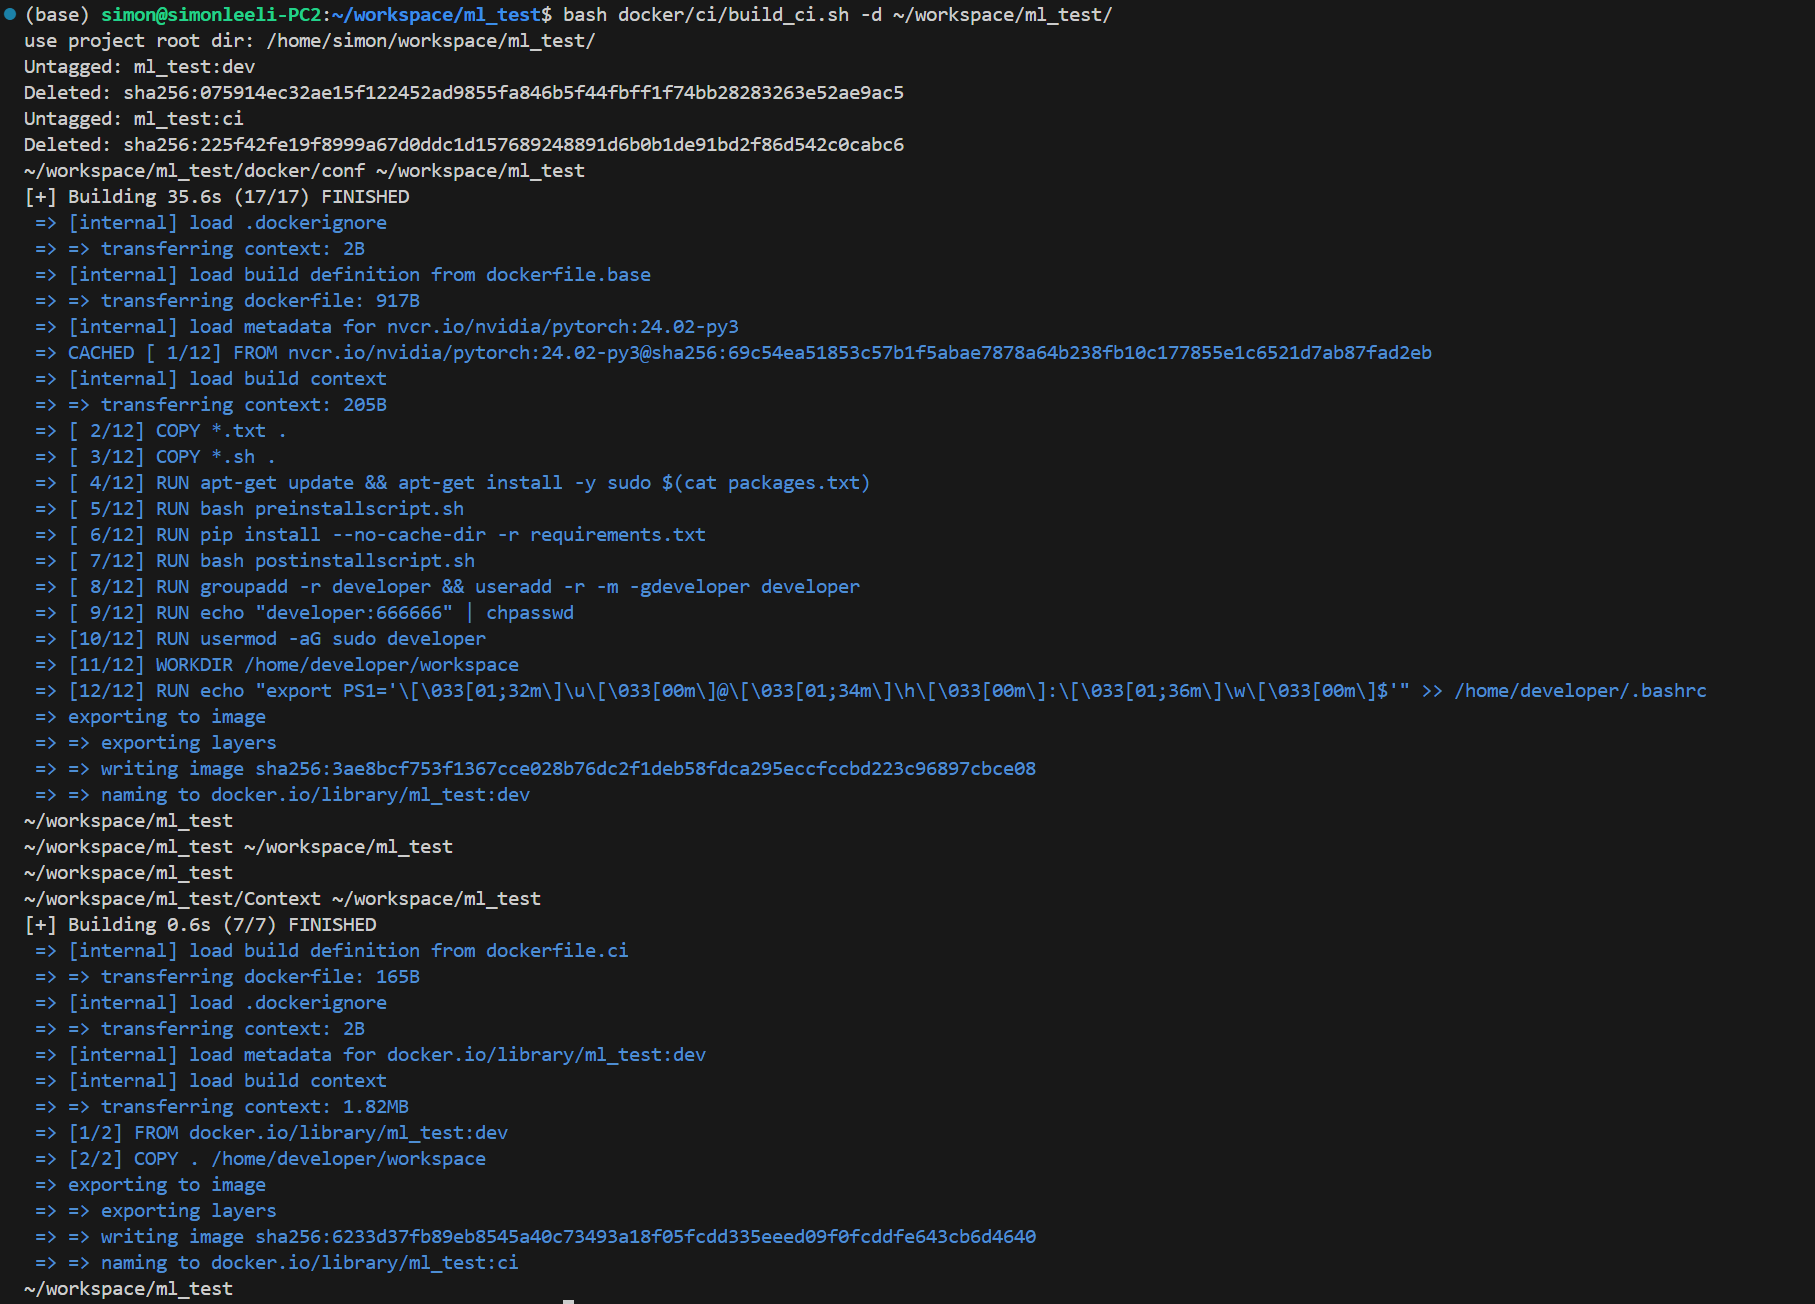 (base) simon@simonleeli-PC2:~/workspace/ml_test$ bash docker/ci/build_ci.sh -d ~/workspace/ml_test/
use project root dir: /home/simon/workspace/ml_test/
Untagged: ml_test:dev
Deleted: sha256:075914ec32ae15f122452ad9855fa846b5f44fbff1f74bb28283263e52ae9ac5
Untagged: ml_test:ci
Deleted: sha256:225f42fe19f8999a67d0ddc1d157689248891d6b0b1de91bd2f86d542c0cabc6
~/workspace/ml_test/docker/conf ~/workspace/ml_test
[+] Building 35.6s (17/17) FINISHED
=> [internal] load .dockerignore
=> => transferring context: 2B
=> [internal] load build definition from dockerfile.base
=> => transferring dockerfile: 917B
=> [internal] load metadata for nvcr.io/nvidia/pytorch:24.02-py3
=> CACHED [ 1/12] FROM nvcr.io/nvidia/pytorch:24.02-py3@sha256:69c54ea51853c57b1f5abae7878a64b238fb10c177855e1c6521d7ab87fad2eb
=> [internal] load build context
=> => transferring context: 205B
=> [ 2/12] COPY *.txt .
=> [ 3/12] COPY *.sh .
=> [ 4/12] RUN apt-get update && apt-get install -y sudo $(cat packages.txt)
=> [ 5/12] RUN bash preinstallscript.sh
=> [ 6/12] RUN pip install --no-cache-dir -r requirements.txt
=> [ 7/12] RUN bash postinstallscript.sh
=> [ 8/12] RUN groupadd -r developer && useradd -r -m -gdeveloper developer
=> [ 9/12] RUN echo "developer:666666" | chpasswd
=> [10/12] RUN usermod -aG sudo developer
=> [11/12] WORKDIR /home/developer/workspace
=> [12/12] RUN echo "export PS1='\[\033[01;32m\]\u\[\033[00m\]@\[\033[01;34m\]\h\[\033[00m\]:\[\033[01;36m\]\w\[\033[00m\]$'" >> /home/developer/.bashrc
=> exporting to image
=> => exporting layers
=> => writing image sha256:3ae8bcf753f1367cce028b76dc2f1deb58fdca295eccfccbd223c96897cbce08
=> => naming to docker.io/library/ml_test:dev
~/workspace/ml_test
~/workspace/ml_test ~/workspace/ml_test
~/workspace/ml_test
~/workspace/ml_test/Context ~/workspace/ml_test
[+] Building 0.6s (7/7) FINISHED
=> [internal] load build definition from dockerfile.ci
=> => transferring dockerfile: 165B
=> [internal] load .dockerignore
=> => transferring context: 2B
=> [internal] load metadata for docker.io/library/ml_test:dev
=> [internal] load build context
=> => transferring context: 1.82MB
=> [1/2] FROM docker.io/library/ml_test:dev
=> [2/2] COPY . /home/developer/workspace
=> exporting to image
=> => exporting layers
=> => writing image sha256:6233d37fb89eb8545a40c73493a18f05fcdd335eeed09f0fcddfe643cb6d4640
=> => naming to docker.io/library/ml_test:ci
~/workspace/ml_test